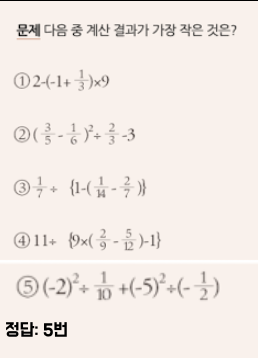 문제 다음 중 계산 결과가 가장 작은 것은?
① 2-(-1+ 1/3)×9
② (3/5 - 1/6)²÷ 2/3 -3
③ 1/7 ÷ {1-(1/14 - 2/7)}
④ 11÷ {9×(2/9 - 5/12)-1}
⑤ (-2)²÷ 1/10 +(-5)²÷(- 1/2)
정답: 5번